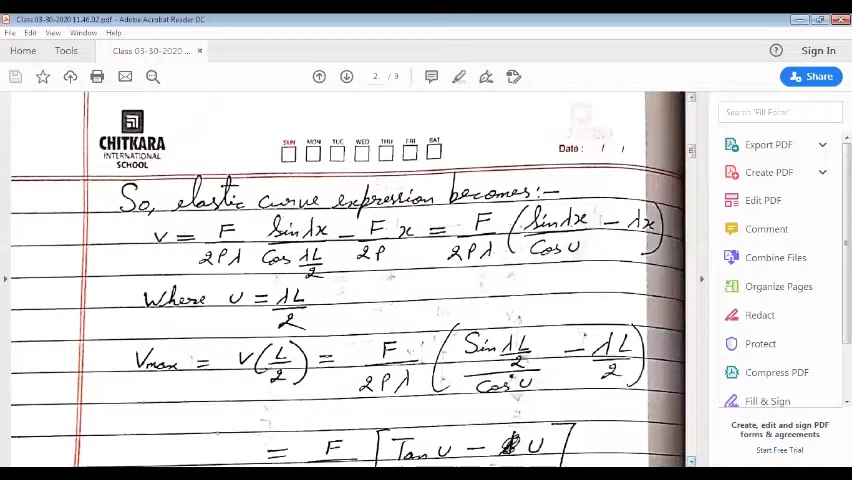 Class 03-30-2020 11.46.02.pdf - Adobe Acrobat Reader DC
File Edit View Window Help
Home Tools Class 03-30-2020 ... × Sign In
2 / 9 Share
CHITKARA
INTERNATIONAL
SCHOOL
SUN MON TUE WED THU FRI SAT
Date : / /
So, elastic curve expression becomes:-
v = F/2Pλ Sinλx/Cos λL/2 - F/2P x = F/2Pλ (Sinλx/Cos U - λx)
Where U = λL/2
Vmax = V(L/2) = F/2Pλ (Sin λL/2 / Cos U - λL/2)
= F [Tan U - U]
Search 'Fill Form'
Export PDF
Create PDF
Edit PDF
Comment
Combine Files
Organize Pages
Redact
Protect
Compress PDF
Fill & Sign
Create, edit and sign PDF
forms & agreements
Start Free Trial